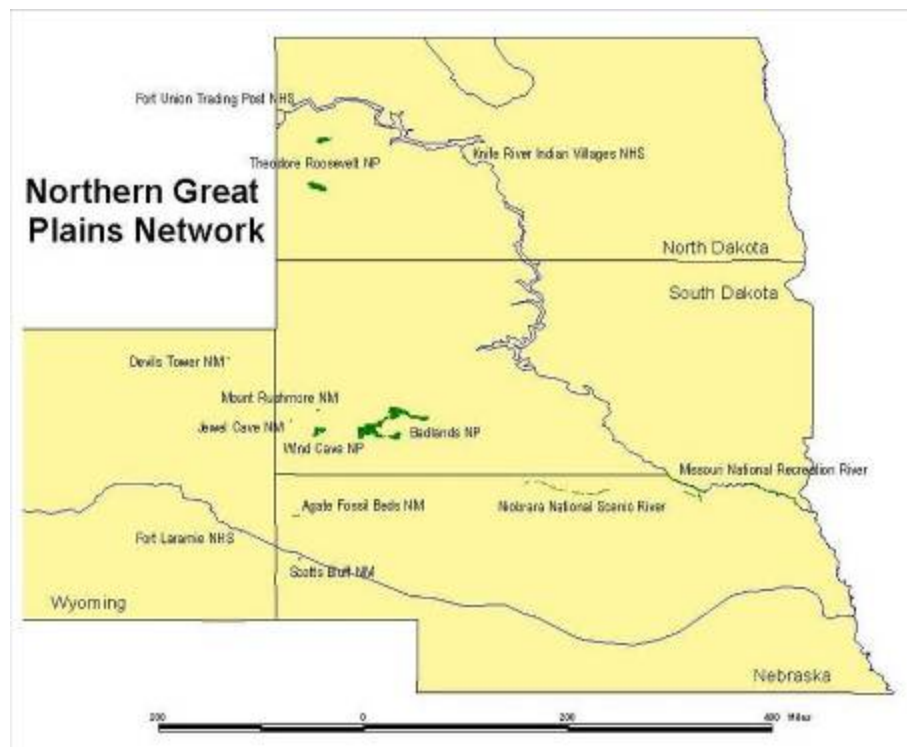 Fort Union Trading Post NHS
Knife River Indian Villages NHS
Theodore Roosevelt NP
Northern Great
Plains Network
North Dakota
South Dakota
Devils Tower NM
Mount Rushmore NM
Jewel Cave NM
Badlands NP
Wind Cave NP
Missouri National Recreation River
Agate Fossil Beds NM
Niobrara National Scenic River
Fort Laramie NHS
Scotts Bluff NM
Wyoming
Nebraska
200 0 200 400 Miles